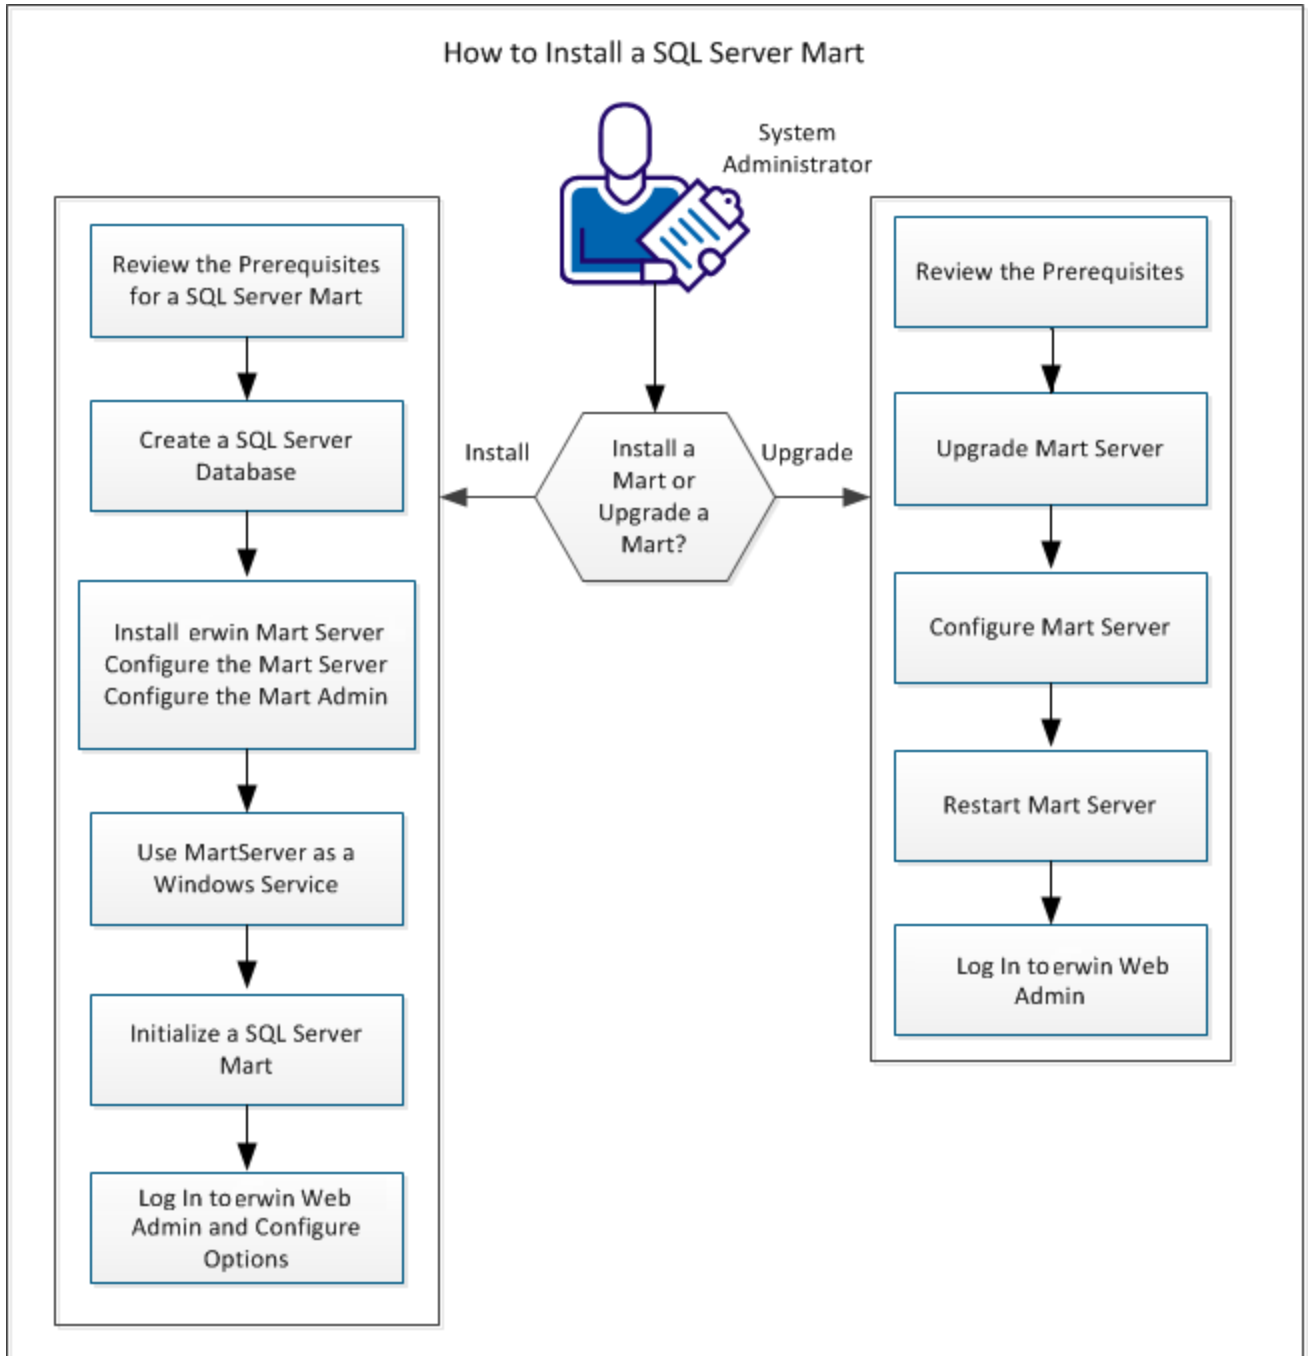 How to Install a SQL Server Mart
System
Administrator
Review the Prerequisites
for a SQL Server Mart
Create a SQL Server
Database
Install erwin Mart Server
Configure the Mart Server
Configure the Mart Admin
Use MartServer as a
Windows Service
Initialize a SQL Server
Mart
Log In to erwin Web
Admin and Configure
Options
Install
Install a
Mart or
Upgrade a
Mart?
Upgrade
Review the Prerequisites
Upgrade Mart Server
Configure Mart Server
Restart Mart Server
Log In to erwin Web
Admin